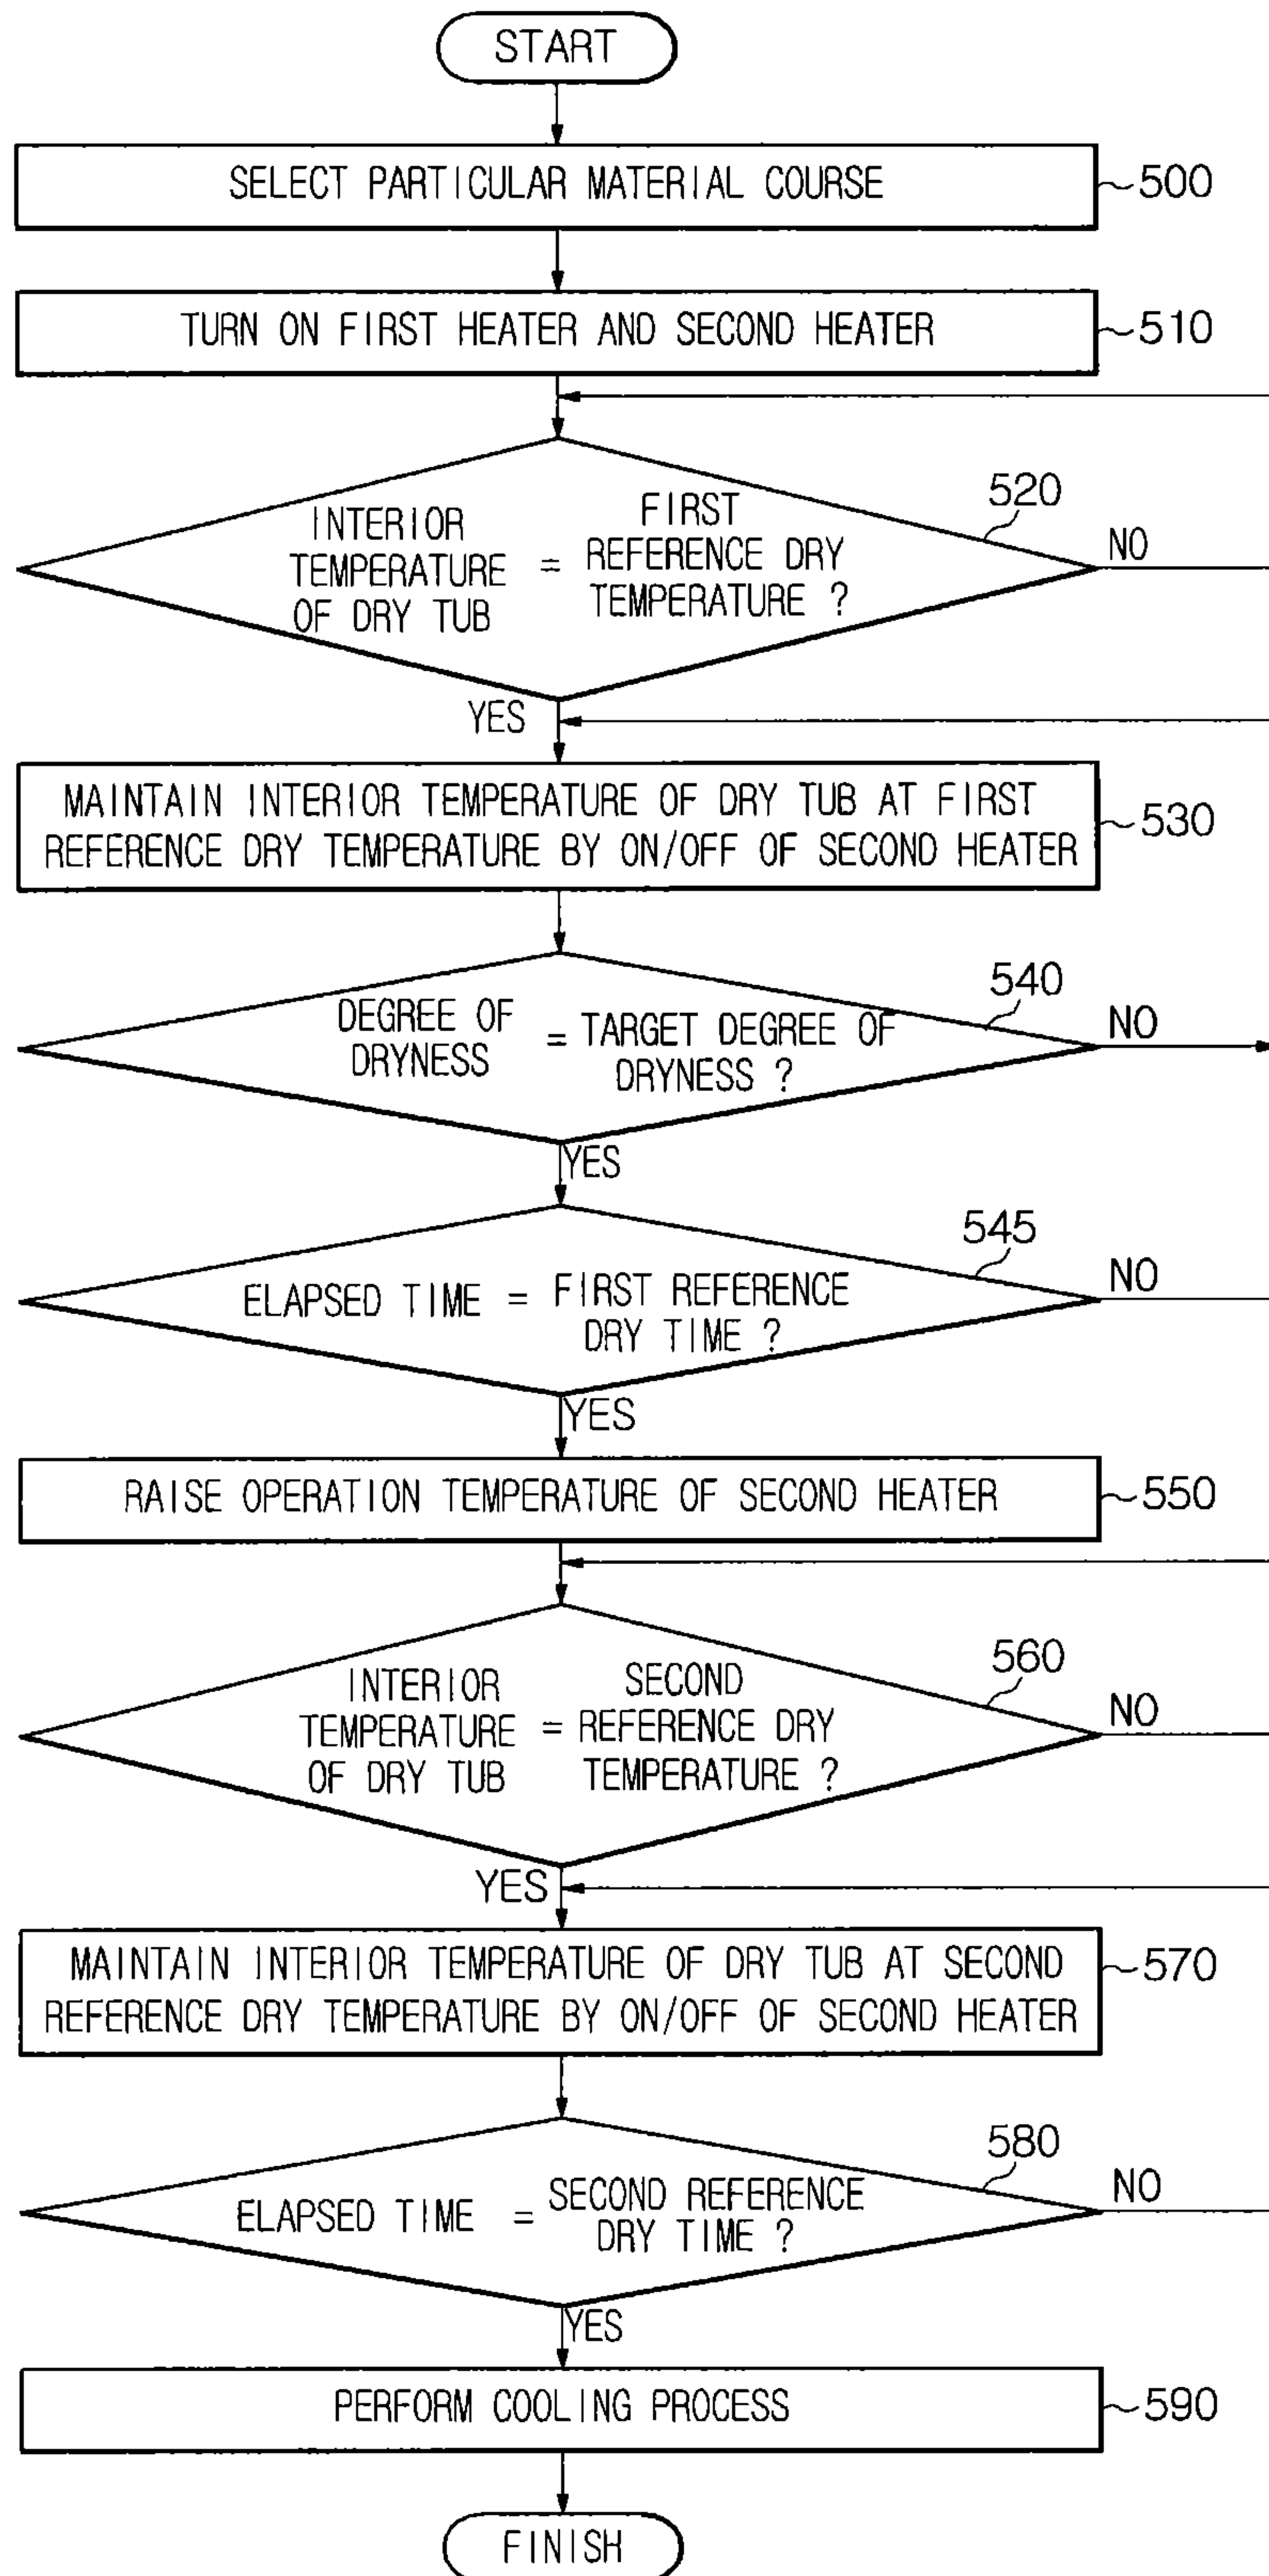 START
SELECT PARTICULAR MATERIAL COURSE
500
TURN ON FIRST HEATER AND SECOND HEATER
510
520
INTERIOR
TEMPERATURE
OF DRY TUB
=
FIRST
REFERENCE DRY
TEMPERATURE ?
NO
YES
MAINTAIN INTERIOR TEMPERATURE OF DRY TUB AT FIRST
REFERENCE DRY TEMPERATURE BY ON/OFF OF SECOND HEATER
530
540
DEGREE OF
DRYNESS
=
TARGET DEGREE OF
DRYNESS ?
NO
YES
545
ELAPSED TIME
=
FIRST REFERENCE
DRY TIME ?
NO
YES
RAISE OPERATION TEMPERATURE OF SECOND HEATER
550
560
INTERIOR
TEMPERATURE
OF DRY TUB
=
SECOND
REFERENCE DRY
TEMPERATURE ?
NO
YES
MAINTAIN INTERIOR TEMPERATURE OF DRY TUB AT SECOND
REFERENCE DRY TEMPERATURE BY ON/OFF OF SECOND HEATER
570
580
ELAPSED TIME
=
SECOND REFERENCE
DRY TIME ?
NO
YES
PERFORM COOLING PROCESS
590
FINISH